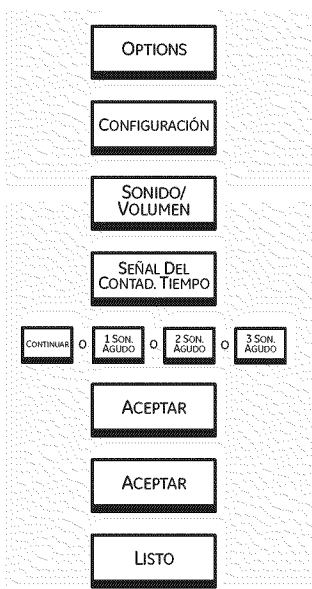 OPTIONS
CONFIGURACIÓN
SONIDO/
VOLUMEN
SEÑAL DEL
CONTAD. TIEMPO
CONTINUAR O 1 SON. AGUDO O 2 SON. AGUDO O 3 SON. AGUDO
ACEPTAR
ACEPTAR
LISTO